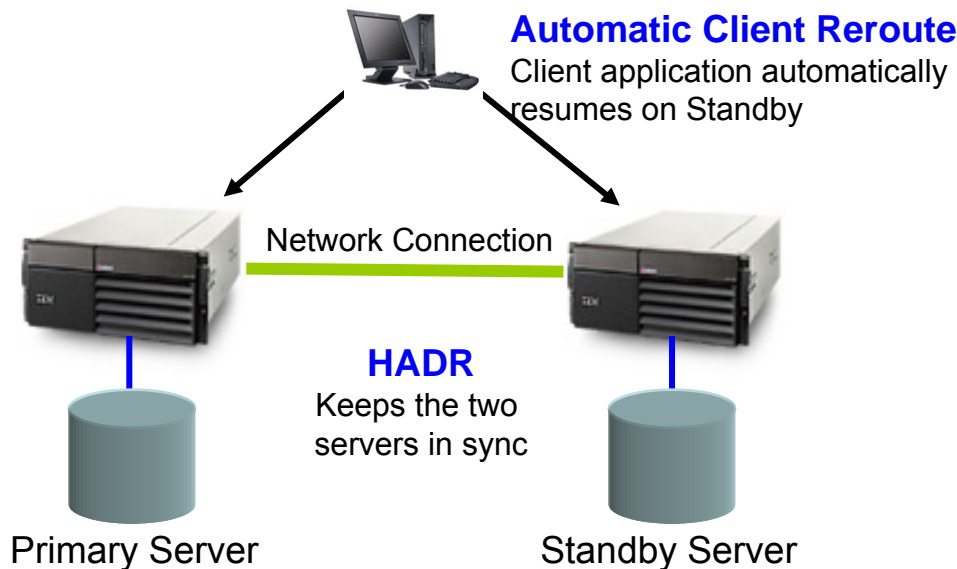 Automatic Client Reroute
Client application automatically
resumes on Standby
Network Connection
HADR
Keeps the two
servers in sync
Primary Server
Standby Server